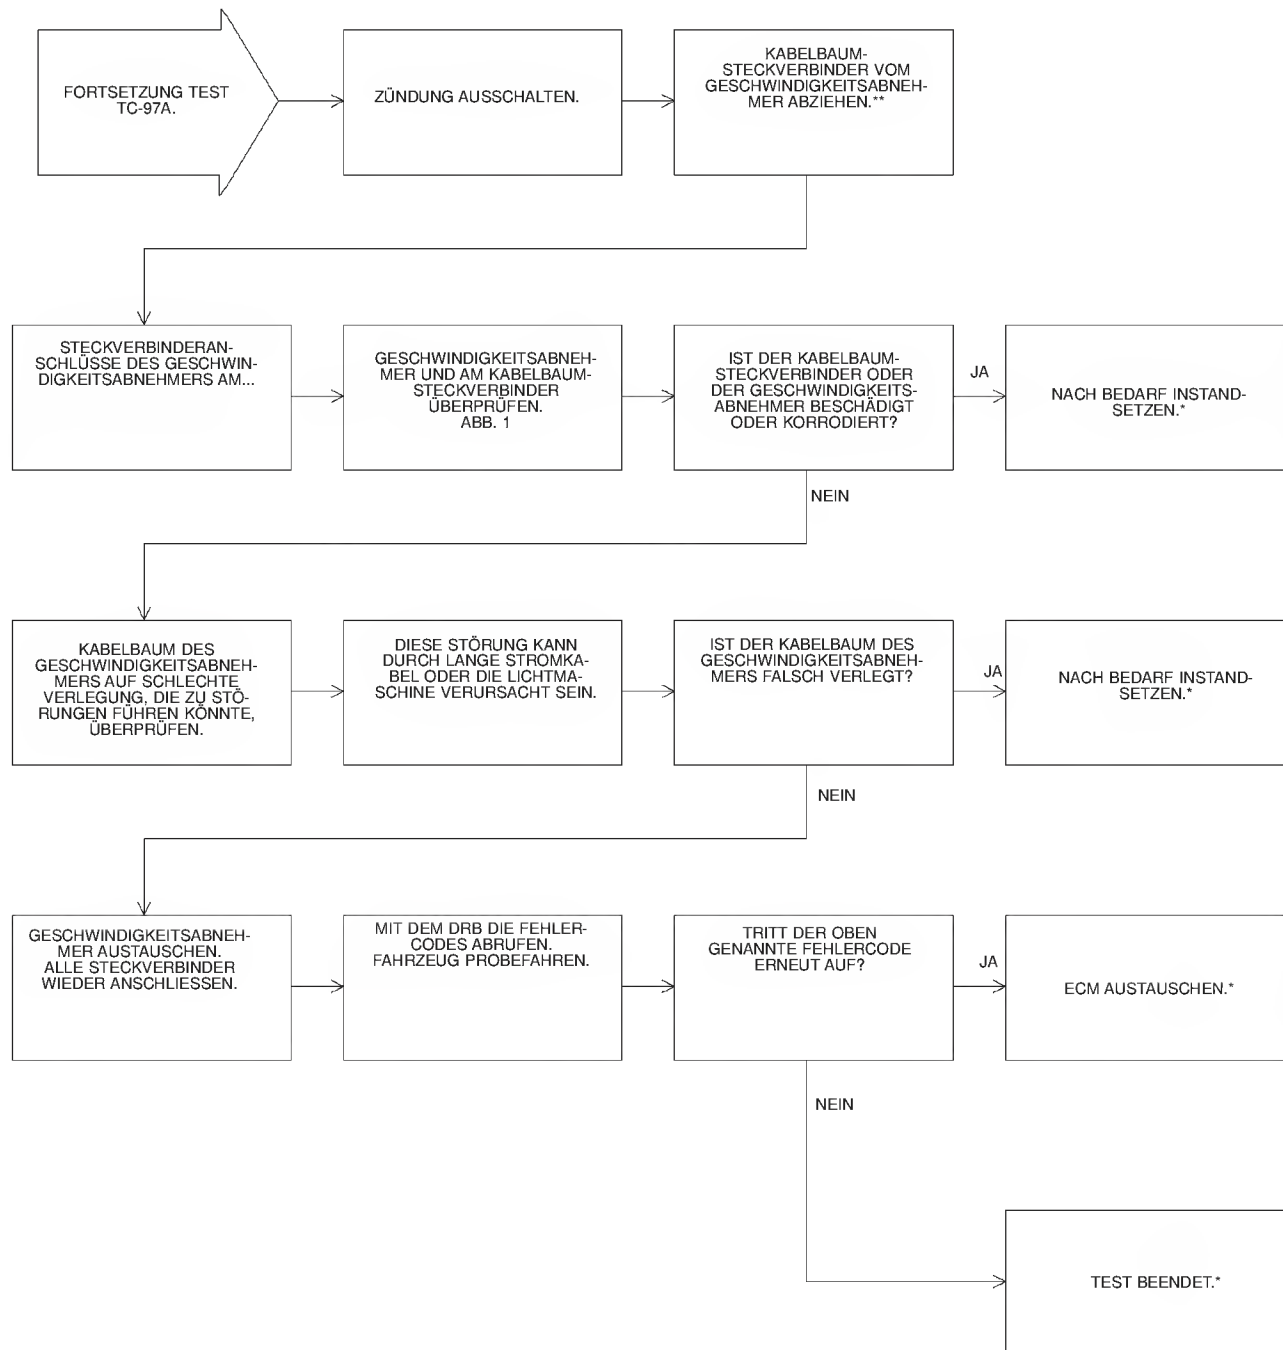 FORTSETZUNG TEST
TC-97A.
ZÜNDUNG AUSSCHALTEN.
KABELBAUM-
STECKVERBINDER VOM
GESCHWINDIGKEITSABNEH-
MER ABZIEHEN.**
STECKVERBINDERAN-
SCHLÜSSE DES GESCHWIN-
DIGKEITSABNEHMERS AM...
GESCHWINDIGKEITSABNEH-
MER UND AM KABELBAUM-
STECKVERBINDER
ÜBERPRÜFEN.
ABB. 1
IST DER KABELBAUM-
STECKVERBINDER ODER
DER GESCHWINDIGKEITS-
ABNEHMER BESCHÄDIGT
ODER KORRODIERT?
JA
NACH BEDARF INSTAND-
SETZEN.*
NEIN
KABELBAUM DES
GESCHWINDIGKEITSABNEH-
MERS AUF SCHLECHTE
VERLEGUNG, DIE ZU STÖ-
RUNGEN FÜHREN KÖNNTE,
ÜBERPRÜFEN.
DIESE STÖRUNG KANN
DURCH LANGE STROMKA-
BEL ODER DIE LICHTMA-
SCHINE VERURSACHT SEIN.
IST DER KABELBAUM DES
GESCHWINDIGKEITSABNEH-
MERS FALSCH VERLEGT?
JA
NACH BEDARF INSTAND-
SETZEN.*
NEIN
GESCHWINDIGKEITSABNEH-
MER AUSTAUSCHEN.
ALLE STECKVERBINDER
WIEDER ANSCHLIESSEN.
MIT DEM DRB DIE FEHLER-
CODES ABRUFEN.
FAHRZEUG PROBEFAHREN.
TRITT DER OBEN
GENANNTE FEHLERCODE
ERNEUT AUF?
JA
ECM AUSTAUSCHEN.*
NEIN
TEST BEENDET.*